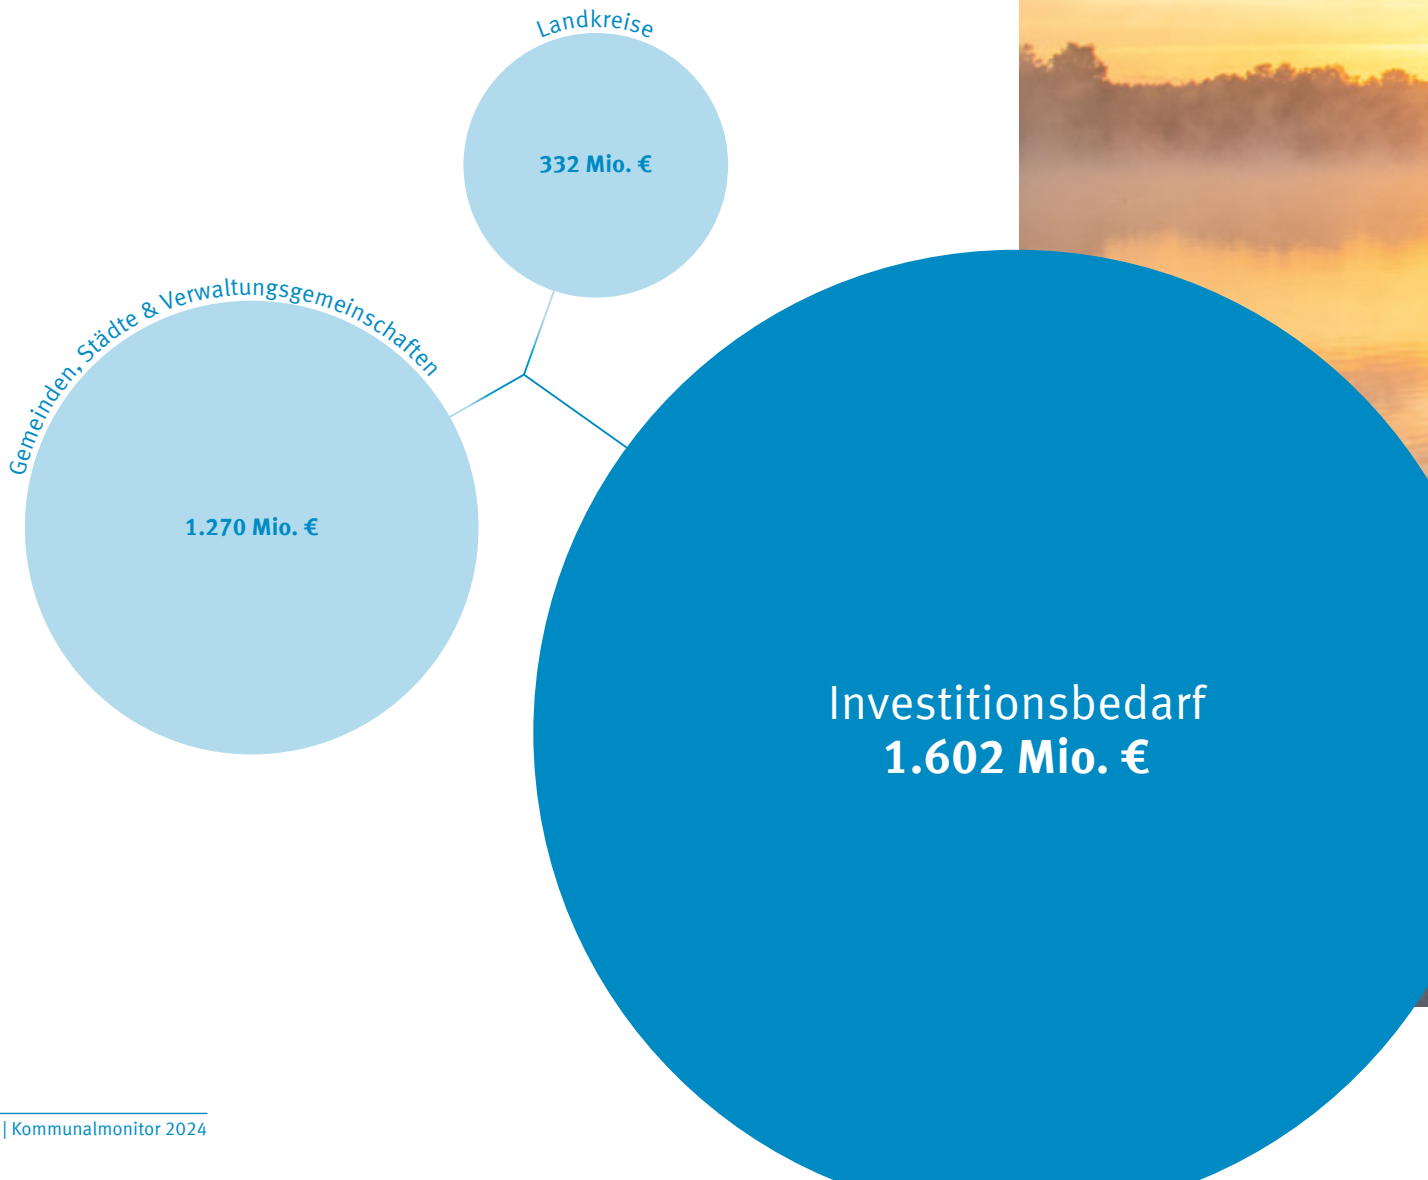 Landkreise
332 Mio. €
Gemeinden, Städte & Verwaltungsgemeinschaften
1.270 Mio. €
Investitionsbedarf
1.602 Mio. €
| Kommunalmonitor 2024